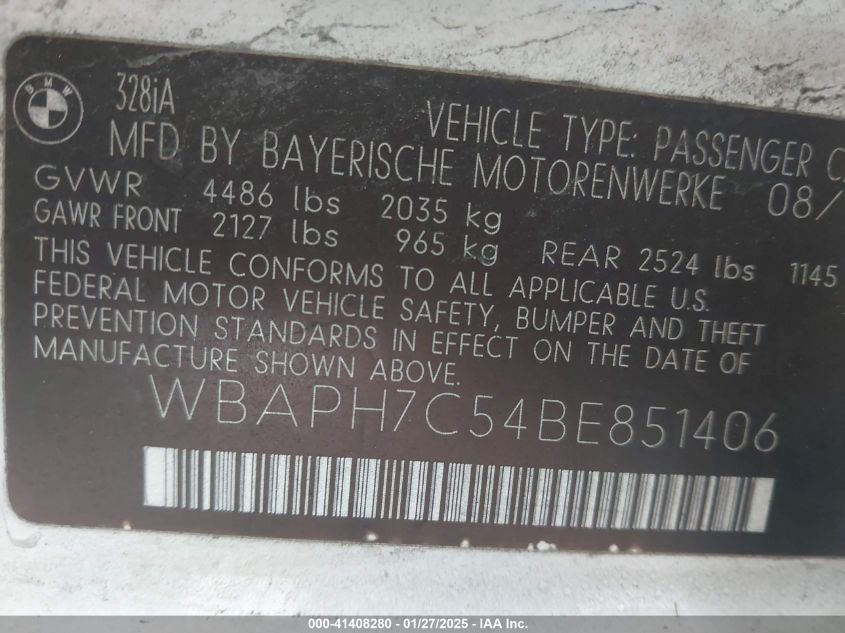 BMW
328iA
VEHICLE TYPE: PASSENGER
MFD BY BAYERISCHE MOTORENWERKE 08/
GVWR 4486 lbs 2035 kg
GAWR FRONT 2127 lbs 965 kg REAR 2524 lbs 1145
THIS VEHICLE CONFORMS TO ALL APPLICABLE U.S.
FEDERAL MOTOR VEHICLE SAFETY, BUMPER AND THEFT
PREVENTION STANDARDS IN EFFECT ON THE DATE OF
MANUFACTURE SHOWN ABOVE.
WBAPH7C54BE851406
000-41408280 - 01/27/2025 - IAA Inc.